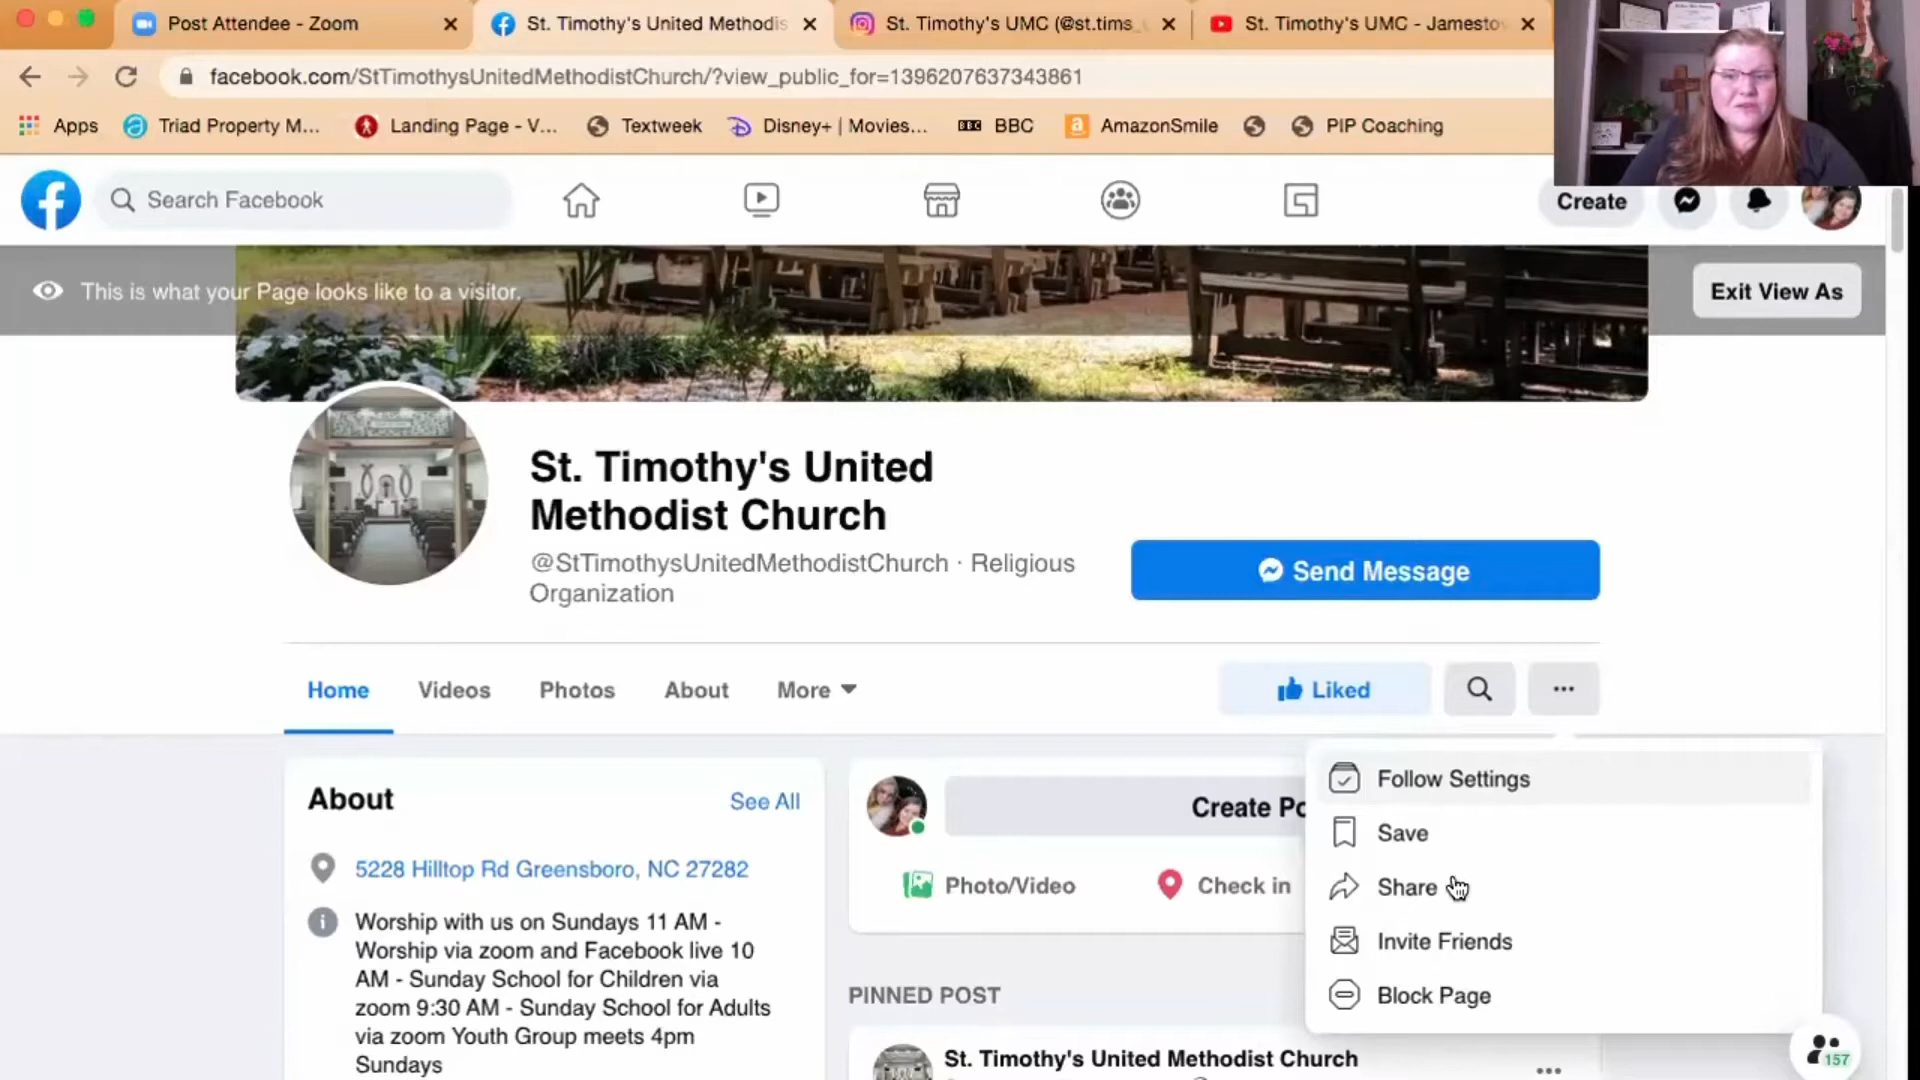 Post Attendee - Zoom
St. Timothy's United Methodis
St. Timothy's UMC (@st.tims_
St. Timothy's UMC - Jamesto
facebook.com/StTimothysUnitedMethodistChurch/?view_public_for=1396207637343861
Apps
Triad Property M...
Landing Page - V...
Textweek
Disney+ | Movies...
BBC BBC
AmazonSmile
PIP Coaching
Search Facebook
Create
This is what your Page looks like to a visitor.
Exit View As
St. Timothy's United
Methodist Church
@StTimothysUnitedMethodistChurch · Religious
Organization
Send Message
Home
Videos
Photos
About
More
Liked
...
About
See All
5228 Hilltop Rd Greensboro, NC 27282
Worship with us on Sundays 11 AM -
Worship via zoom and Facebook live 10
AM - Sunday School for Children via
zoom 9:30 AM - Sunday School for Adults
via zoom Youth Group meets 4pm
Sundays
Create Po
Photo/Video
Check in
PINNED POST
St. Timothy's United Methodist Church
...
Follow Settings
Save
Share
Invite Friends
Block Page
157